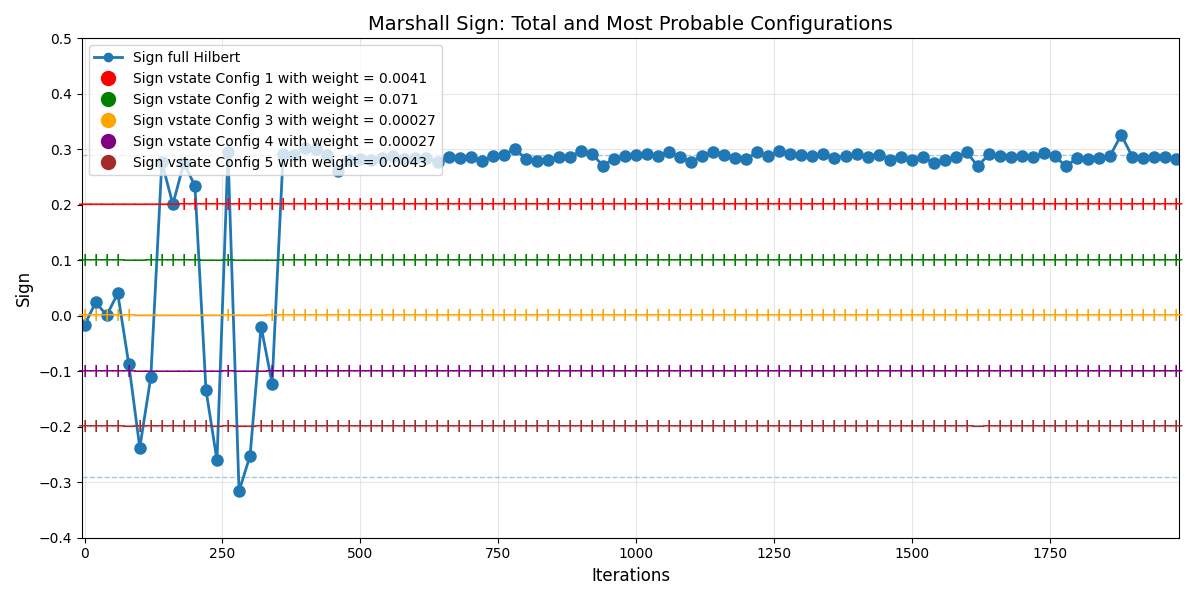 Marshall Sign: Total and Most Probable Configurations
Sign full Hilbert
Sign vstate Config 1 with weight = 0.0041
Sign vstate Config 2 with weight = 0.071
Sign vstate Config 3 with weight = 0.00027
Sign vstate Config 4 with weight = 0.00027
Sign vstate Config 5 with weight = 0.0043
Sign
0.5
0.4
0.3
0.2
0.1
0.0
−0.1
−0.2
−0.3
−0.4
0 250 500 750 1000 1250 1500 1750
Iterations